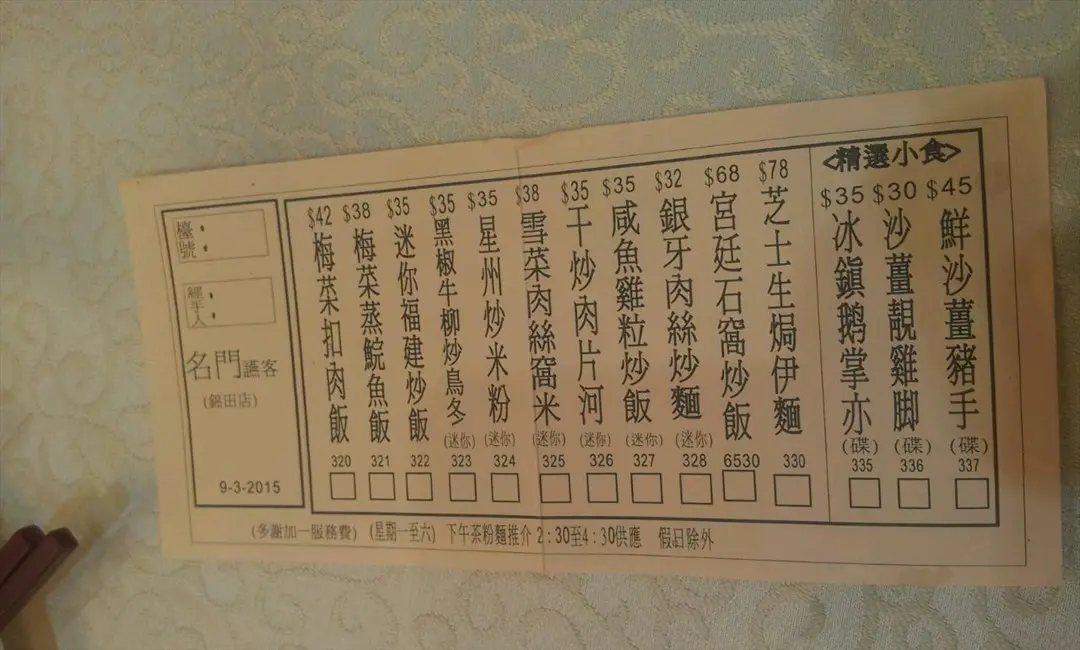 <精選小食>
$45 鮮沙薑豬手 (碟) 337
$30 沙薑靚雞脚 (碟) 336
$35 冰鎮鹅掌亦 (碟) 335
$78 芝士生焗伊麵 330
$68 宮廷石窩炒飯 6530
$32 銀牙肉絲炒麵 (迷你) 328
$35 咸魚雞粒炒飯 (迷你) 327
$35 干炒肉片河 (迷你) 326
$38 雪菜肉絲窩米 (迷你) 325
$35 星州炒米粉 (迷你) 324
$35 黑椒牛柳炒烏冬 (迷你) 323
$35 迷你福建炒飯 322
$38 梅菜蒸鯇魚飯 321
$42 梅菜扣肉飯 320
檯號：
經手人：
名門讌客
(錦田店)
9-3-2015
(多謝加一服務費) (星期一至六) 下午茶粉麵推介 2:30至4:30供應 假日除外